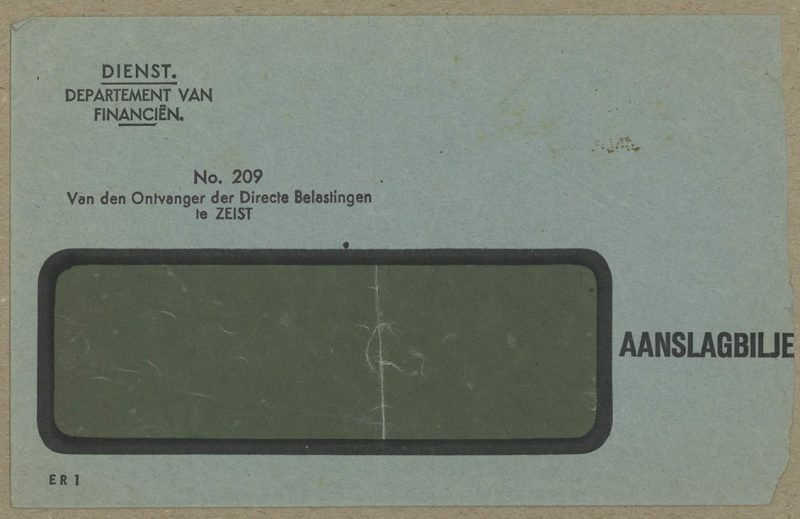 DIENST.
DEPARTEMENT VAN
FINANCIËN.
No. 209
Van den Ontvanger der Directe Belastingen
te ZEIST
AANSLAGBILJE
ER 1